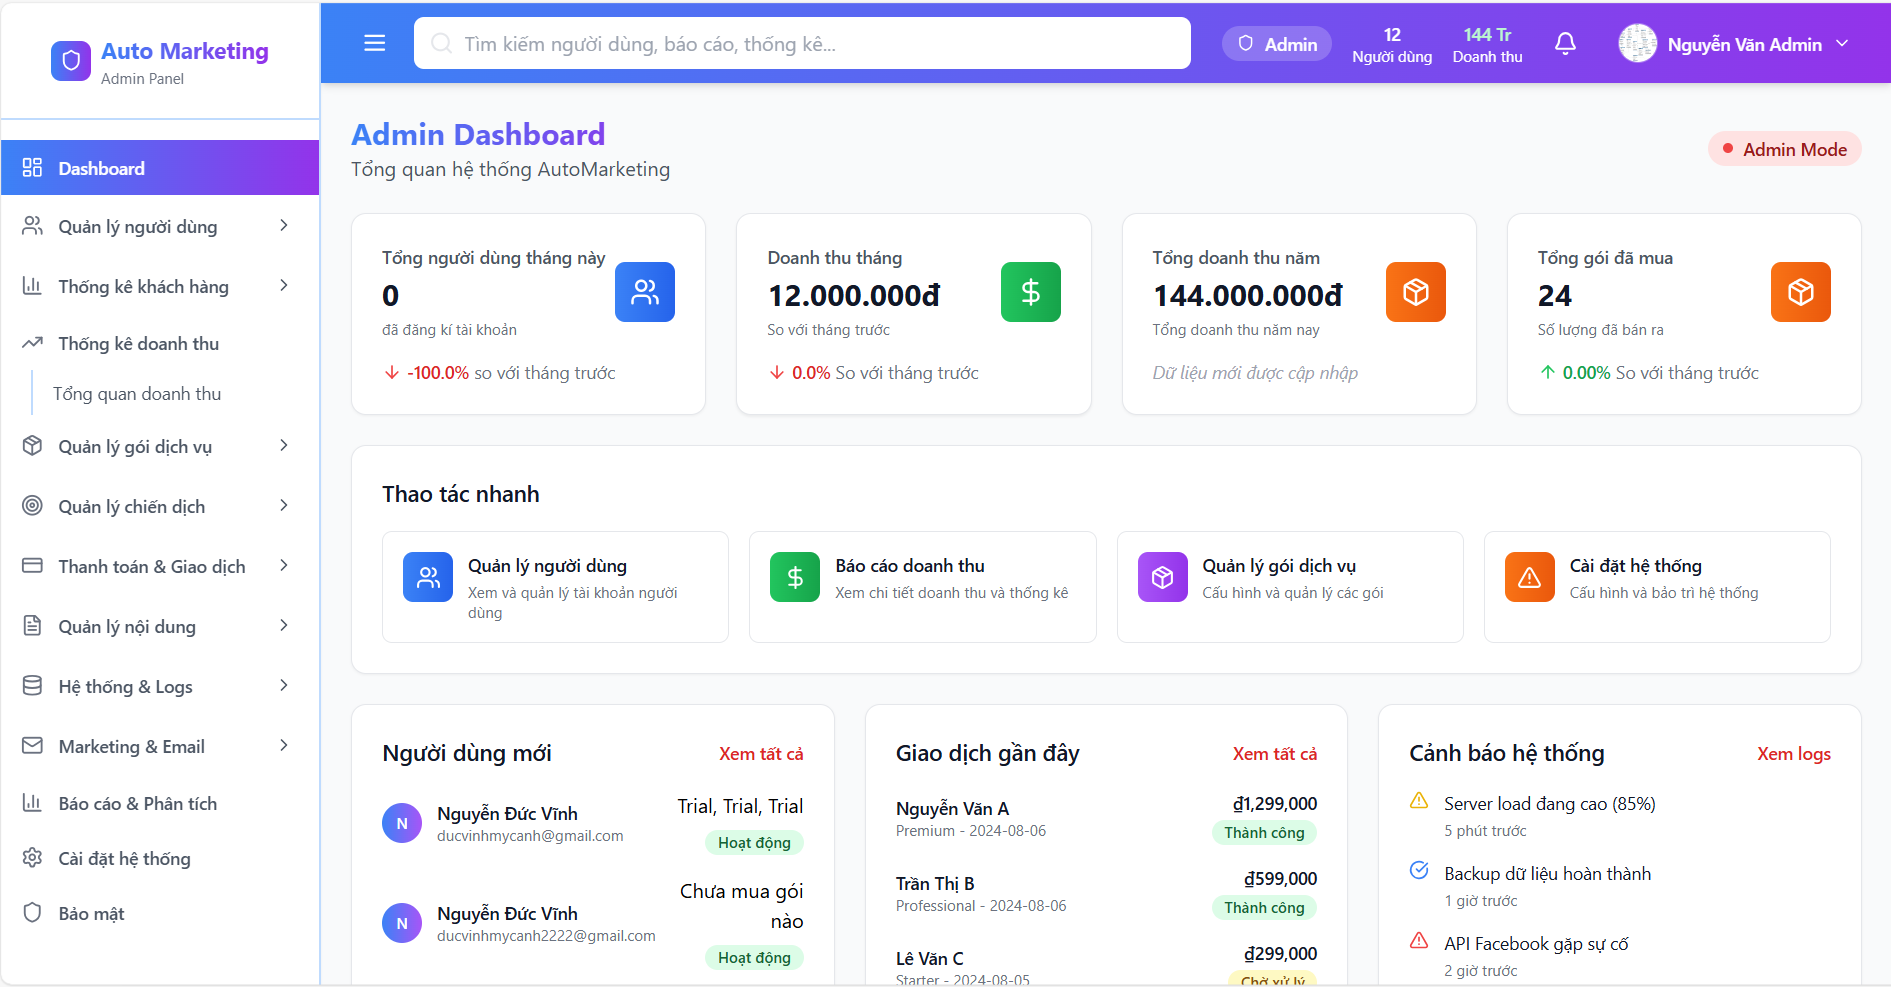 Auto Marketing
Admin Panel
Tìm kiếm người dùng, báo cáo, thống kê...
Admin
12
Người dùng
144 Tr
Doanh thu
Nguyễn Văn Admin
Dashboard
Quản lý người dùng
Thống kê khách hàng
Thống kê doanh thu
Tổng quan doanh thu
Quản lý gói dịch vụ
Quản lý chiến dịch
Thanh toán & Giao dịch
Quản lý nội dung
Hệ thống & Logs
Marketing & Email
Báo cáo & Phân tích
Cài đặt hệ thống
Bảo mật
Admin Dashboard
Tổng quan hệ thống AutoMarketing
Admin Mode
Tổng người dùng tháng này
0
đã đăng kí tài khoản
-100.0% so với tháng trước
Doanh thu tháng
12.000.000đ
So với tháng trước
0.0% So với tháng trước
Tổng doanh thu năm
144.000.000đ
Tổng doanh thu năm nay
Dữ liệu mới được cập nhập
Tổng gói đã mua
24
Số lượng đã bán ra
0.00% So với tháng trước
Thao tác nhanh
Quản lý người dùng
Xem và quản lý tài khoản người
dùng
Báo cáo doanh thu
Xem chi tiết doanh thu và thống kê
Quản lý gói dịch vụ
Cấu hình và quản lý các gói
Cài đặt hệ thống
Cấu hình và bảo trì hệ thống
Người dùng mới
Xem tất cả
N
Nguyễn Đức Vĩnh
ducvinhmycanh@gmail.com
Trial, Trial, Trial
Hoạt động
N
Nguyễn Đức Vĩnh
ducvinhmycanh2222@gmail.com
Chưa mua gói
nào
Hoạt động
Giao dịch gần đây
Xem tất cả
Nguyễn Văn A
Premium - 2024-08-06
₫1,299,000
Thành công
Trần Thị B
Professional - 2024-08-06
₫599,000
Thành công
Lê Văn C
Starter - 2024-08-05
₫299,000
Chờ xử lý
Cảnh báo hệ thống
Xem logs
Server load đang cao (85%)
5 phút trước
Backup dữ liệu hoàn thành
1 giờ trước
API Facebook gặp sự cố
2 giờ trước